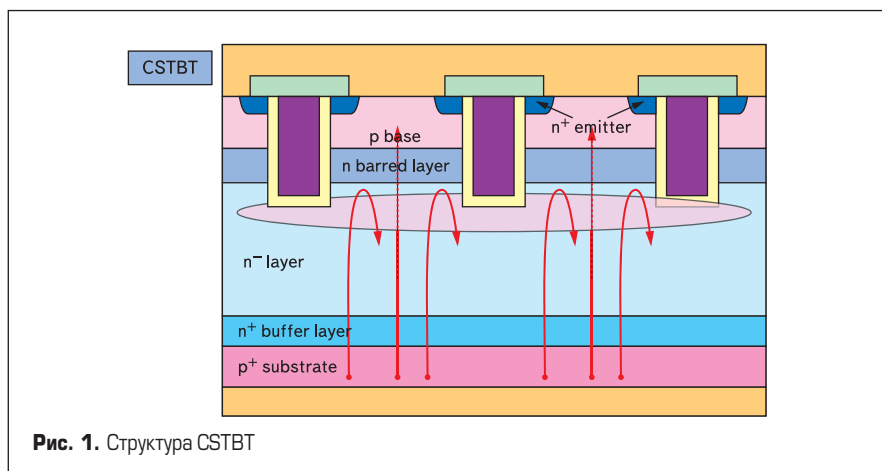 CSTBT
n⁺ emitter
p base
n barred layer
n⁻ layer
n⁺ buffer layer
p⁺ substrate
Рис. 1. Структура CSTBT